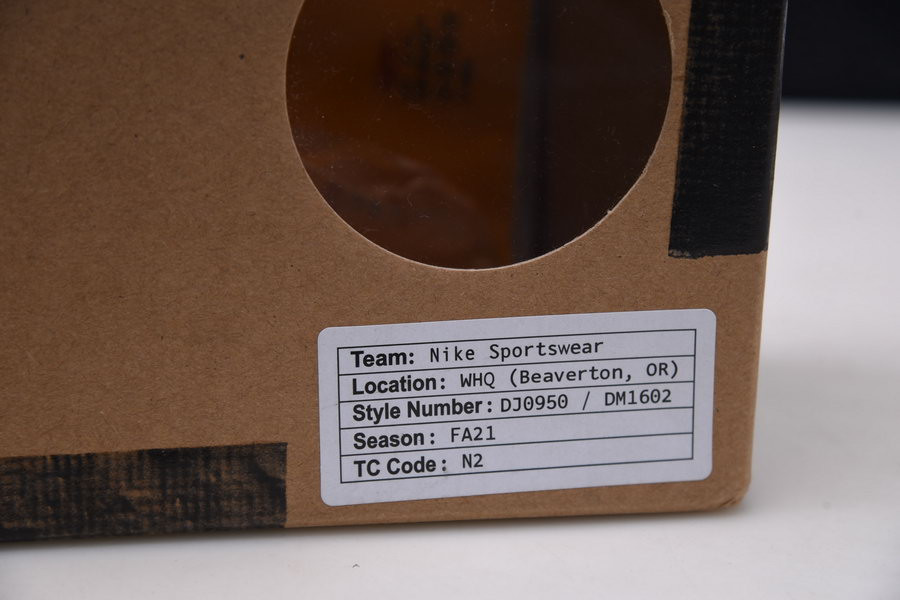 Team: Nike Sportswear
Location: WHQ (Beaverton, OR)
Style Number: DJ0950 / DM1602
Season: FA21
TC Code: N2